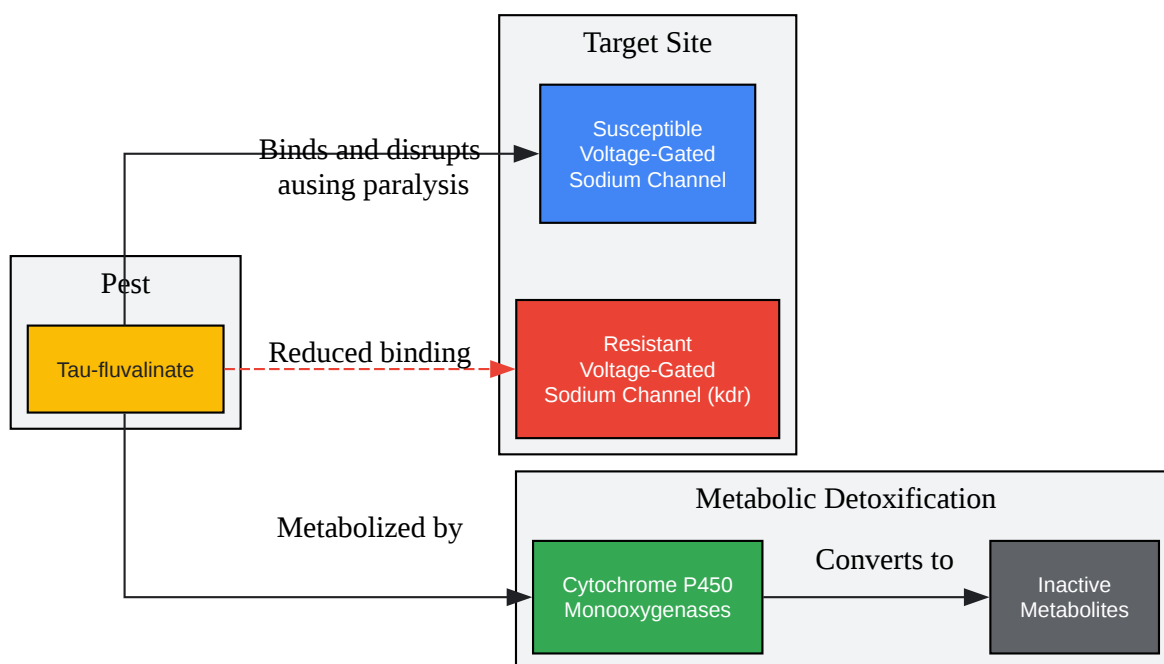 Target Site
Susceptible
Voltage-Gated
Sodium Channel
Binds and disrupts
ausing paralysis
Pest
Tau-fluvalinate
Reduced binding
Resistant
Voltage-Gated
Sodium Channel (kdr)
Metabolic Detoxification
Metabolized by
Cytochrome P450
Monooxygenases
Converts to
Inactive
Metabolites